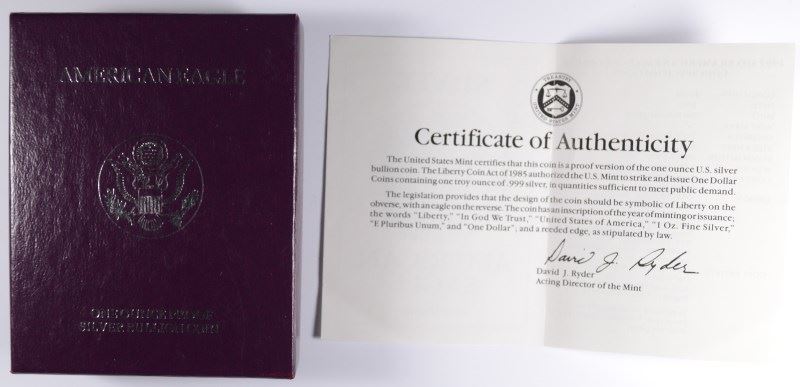 AMERICAN EAGLE
ONE OUNCE PROOF
SILVER BULLION COIN
TREASURY
UNITED STATES MINT
Certificate of Authenticity
The United States Mint certifies that this coin is a proof version of the one ounce U.S. silver
bullion coin. The Liberty Coin Act of 1985 authorized the U.S. Mint to strike and issue One Dollar
Coins containing one troy ounce of .999 silver, in quantities sufficient to meet public demand.
The legislation provides that the design of the coin should be symbolic of Liberty on the
obverse, with an eagle on the reverse. The coin has an inscription of the year of minting or issuance;
the words "Liberty," "In God We Trust," "United States of America," "1 Oz. Fine Silver,"
"E Pluribus Unum," and "One Dollar"; and a reeded edge, as stipulated by law.
David J. Ryder
David J. Ryder
Acting Director of the Mint